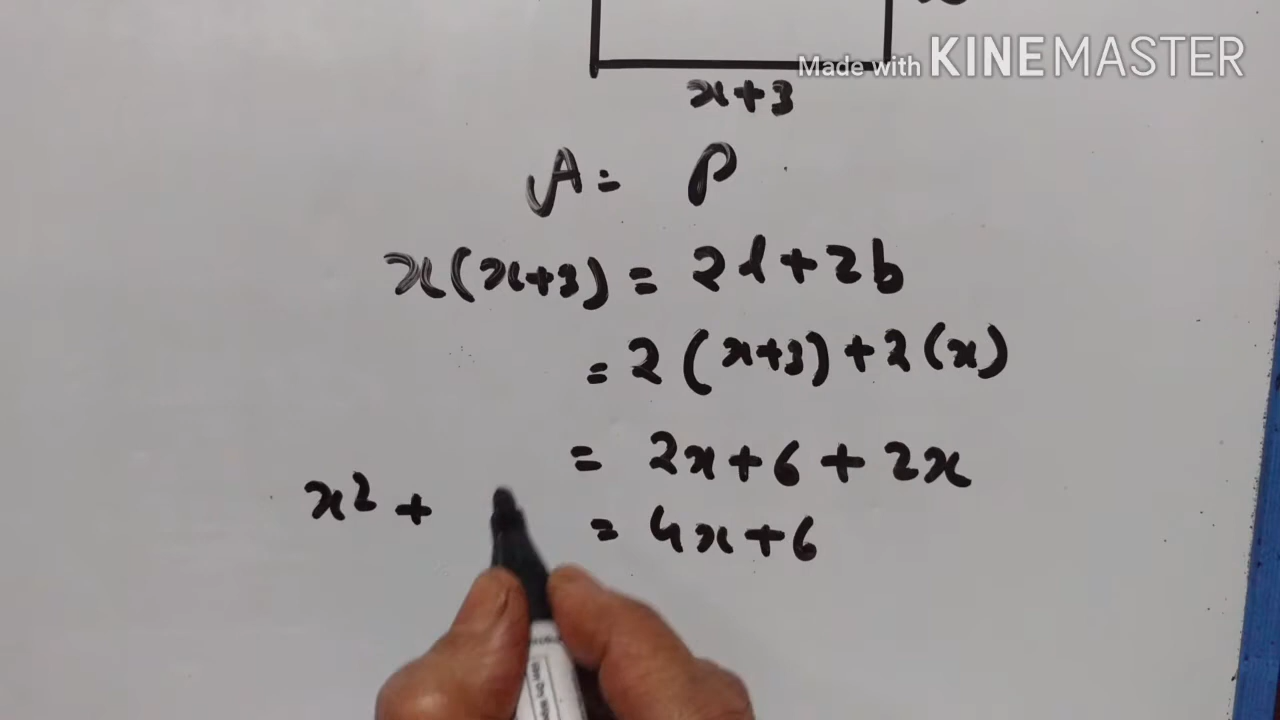 Made with KINEMASTER
x+3
A = P
x(x+3) = 2l+2b
= 2(x+3)+2(x)
= 2x+6+2x
x² + = 4x+6